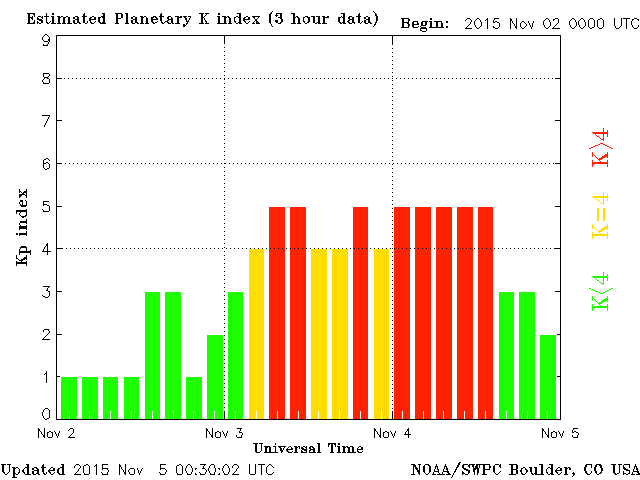 Estimated Planetary K index (3 hour data)
Begin: 2015 Nov 02 0000 UTC
9
8
7
6
5
4
3
2
1
0
Kp index
K>4
K=4
K<4
Nov 2
Nov 3
Nov 4
Nov 5
Universal Time
Updated 2015 Nov 5 00:30:02 UTC
NOAA/SWPC Boulder, CO USA